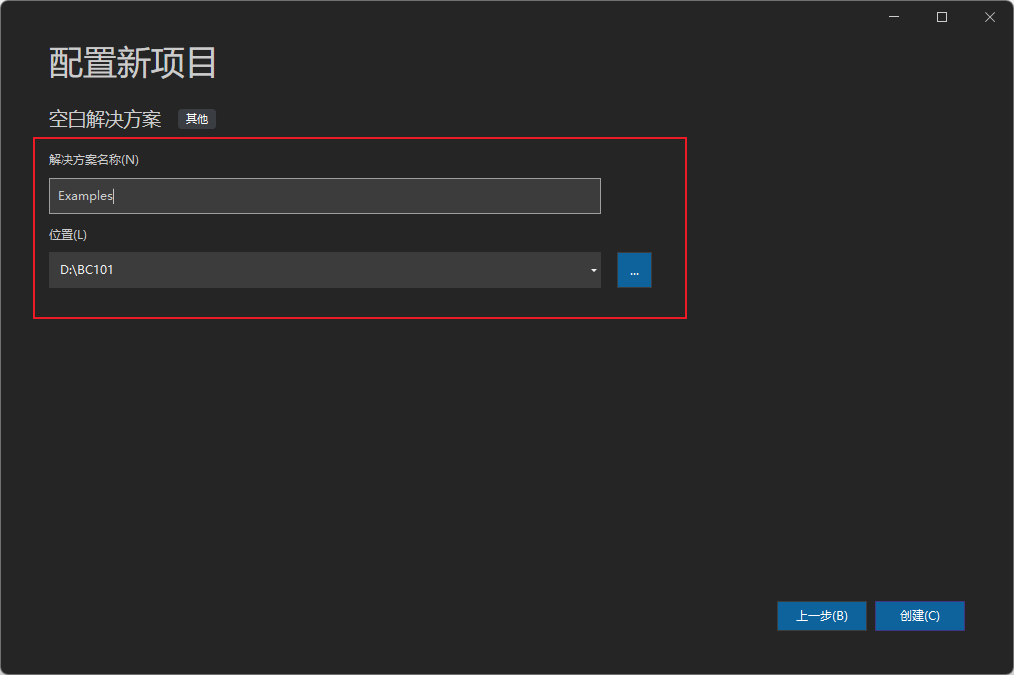 配置新项目
空白解决方案 其他
解决方案名称(N)
Examples
位置(L)
D:\BC101
...
上一步(B) 创建(C)